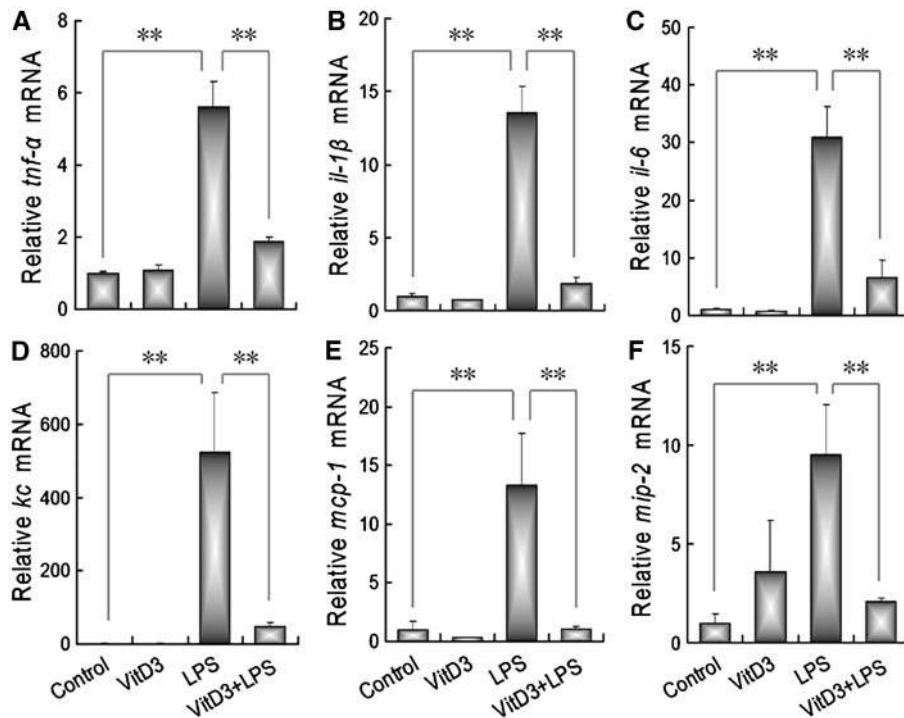 A
Relative tnf-α mRNA
8
6
4
2
0
** **
B
Relative il-1β mRNA
20
15
10
5
0
** **
C
Relative il-6 mRNA
50
40
30
20
10
0
** **
D
Relative kc mRNA
800
600
400
200
0
** **
Control VitD3 LPS VitD3+LPS
E
Relative mcp-1 mRNA
25
20
15
10
5
0
** **
Control VitD3 LPS VitD3+LPS
F
Relative mip-2 mRNA
15
10
5
0
** **
Control VitD3 LPS VitD3+LPS